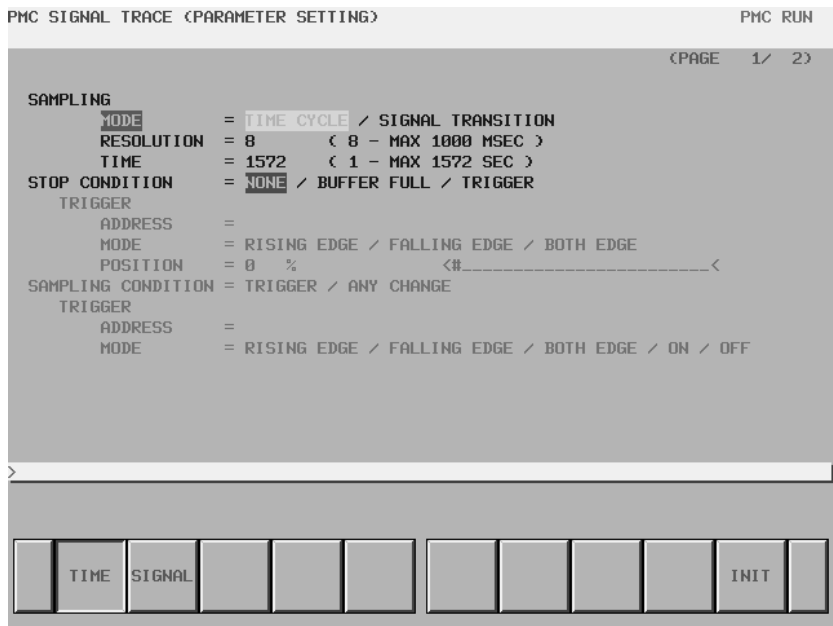 PMC SIGNAL TRACE (PARAMETER SETTING) PMC RUN
(PAGE 1/ 2)
SAMPLING
MODE = TIME CYCLE / SIGNAL TRANSITION
RESOLUTION = 8 ( 8 - MAX 1000 MSEC )
TIME = 1572 ( 1 - MAX 1572 SEC )
STOP CONDITION = NONE / BUFFER FULL / TRIGGER
TRIGGER
ADDRESS =
MODE = RISING EDGE / FALLING EDGE / BOTH EDGE
POSITION = 0 % <#________________________<
SAMPLING CONDITION = TRIGGER / ANY CHANGE
TRIGGER
ADDRESS =
MODE = RISING EDGE / FALLING EDGE / BOTH EDGE / ON / OFF
>
TIME SIGNAL INIT